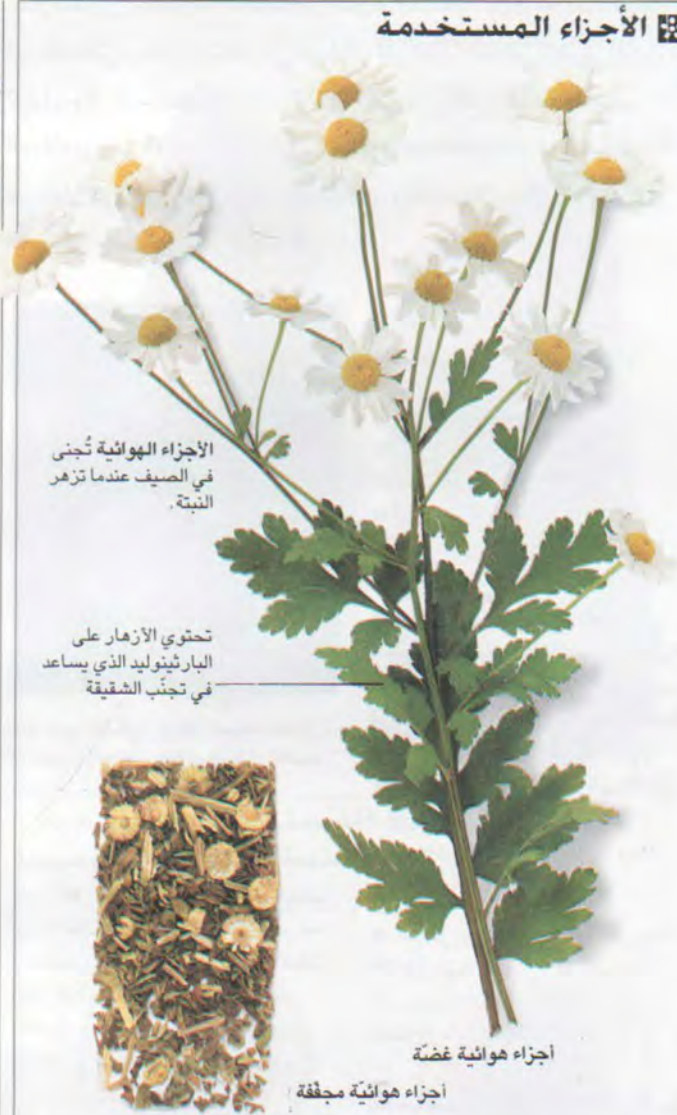 الأجزاء المستخدمة
الأجزاء الهوائية تُجنى
في الصيف عندما تزهر
النبتة.
تحتوي الأزهار على
البارثينوليد الذي يساعد
في تجنّب الشقيقة
أجزاء هوائية غضّة
أجزاء هوائيّة مجفّفة